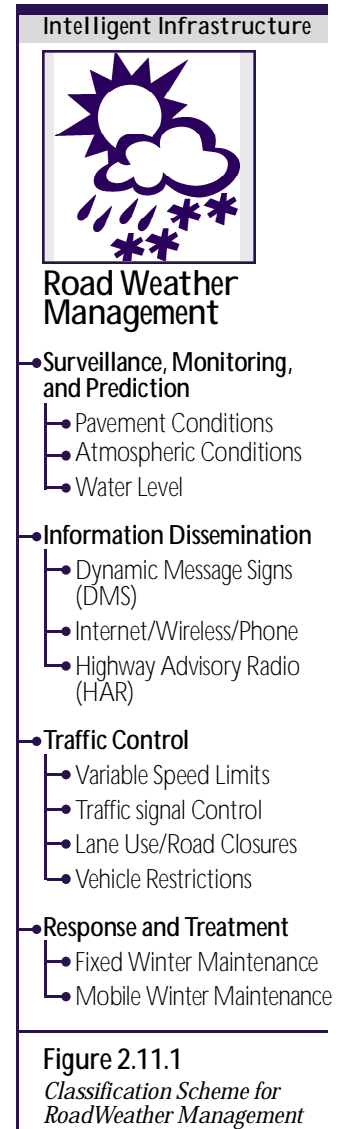 Intelligent Infrastructure
Road Weather
Management
Surveillance, Monitoring,
and Prediction
Pavement Conditions
Atmospheric Conditions
Water Level
Information Dissemination
Dynamic Message Signs
(DMS)
Internet/Wireless/Phone
Highway Advisory Radio
(HAR)
Traffic Control
Variable Speed Limits
Traffic signal Control
Lane Use/Road Closures
Vehicle Restrictions
Response and Treatment
Fixed Winter Maintenance
Mobile Winter Maintenance
Figure 2.11.1
Classification Scheme for
RoadWeather Management